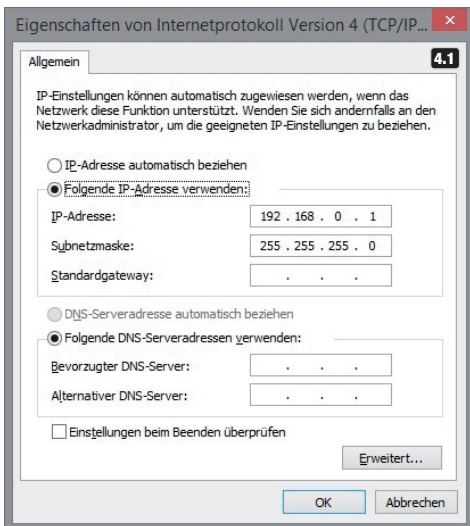 Eigenschaften von Internetprotokoll Version 4 (TCP/IP...
Allgemein
4.1
IP-Einstellungen können automatisch zugewiesen werden, wenn das
Netzwerk diese Funktion unterstützt. Wenden Sie sich andernfalls an den
Netzwerkadministrator, um die geeigneten IP-Einstellungen zu beziehen.
IP-Adresse automatisch beziehen
Folgende IP-Adresse verwenden:
IP-Adresse: 192 . 168 . 0 . 1
Subnetzmaske: 255 . 255 . 255 . 0
Standardgateway: . . .
DNS-Serveradresse automatisch beziehen
Folgende DNS-Serveradressen verwenden:
Bevorzugter DNS-Server: . . .
Alternativer DNS-Server: . . .
Einstellungen beim Beenden überprüfen
Erweitert...
OK Abbrechen